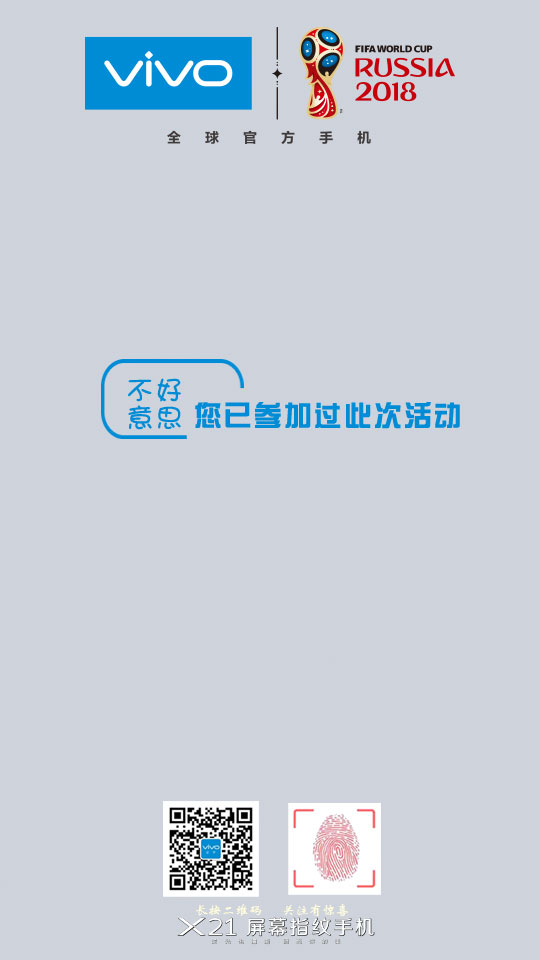 vivo
FIFA WORLD CUP
RUSSIA
2018
全球官方手机
不好
意思 您已参加过此次活动
vivo
长按二维码 关注有惊喜
X21 屏幕指纹手机